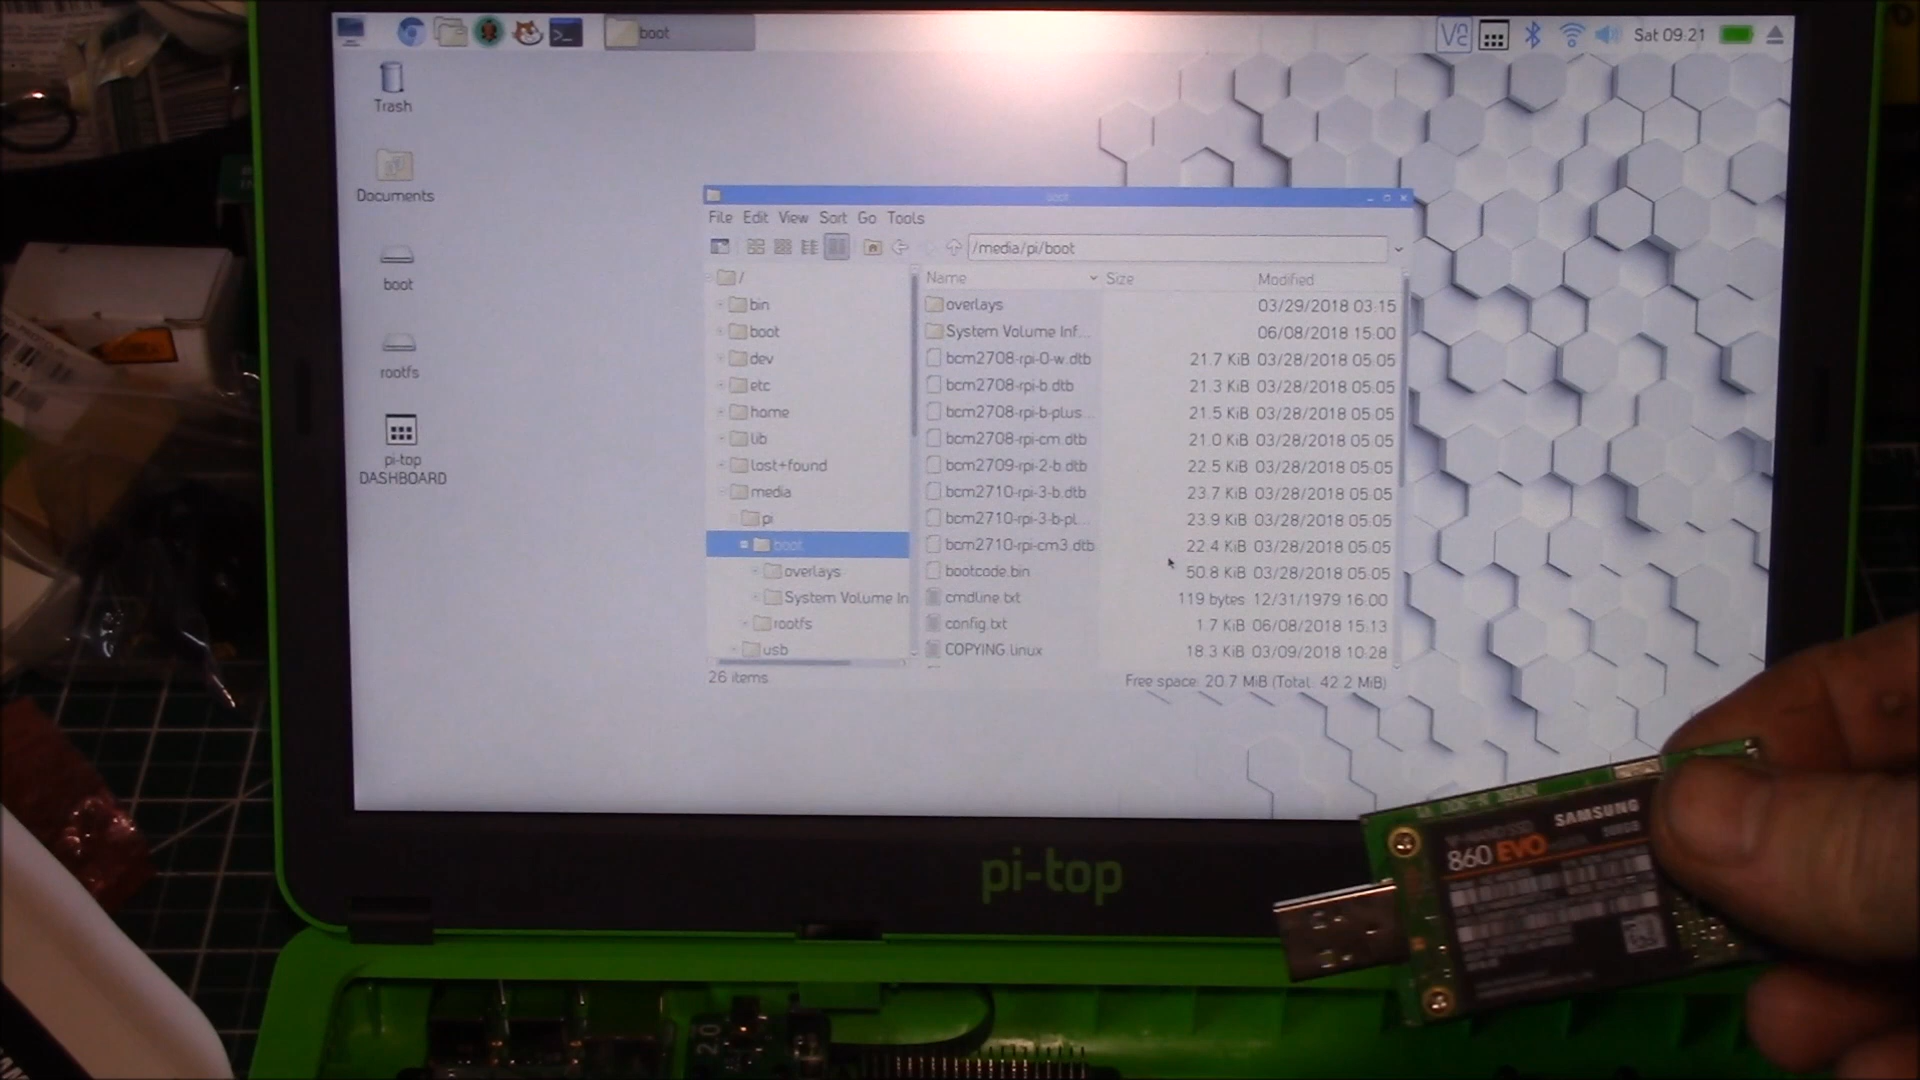 boot
Sat 09:21
Trash
Documents
boot
rootfs
pi-top
DASHBOARD
boot
File Edit View Sort Go Tools
/media/pi/boot
/
bin
boot
dev
etc
home
lib
lost+found
media
pi
boot
overlays
System Volume In
rootfs
usb
Name Size Modified
overlays 03/29/2018 03:15
System Volume Inf... 06/08/2018 15:00
bcm2708-rpi-0-w.dtb 21.7 KiB 03/28/2018 05:05
bcm2708-rpi-b.dtb 21.3 KiB 03/28/2018 05:05
bcm2708-rpi-b-plus... 21.5 KiB 03/28/2018 05:05
bcm2708-rpi-cm.dtb 21.0 KiB 03/28/2018 05:05
bcm2709-rpi-2-b.dtb 22.5 KiB 03/28/2018 05:05
bcm2710-rpi-3-b.dtb 23.7 KiB 03/28/2018 05:05
bcm2710-rpi-3-b-pl... 23.9 KiB 03/28/2018 05:05
bcm2710-rpi-cm3.dtb 22.4 KiB 03/28/2018 05:05
bootcode.bin 50.8 KiB 03/28/2018 05:05
cmdline.txt 119 bytes 12/31/1979 16:00
config.txt 1.7 KiB 06/08/2018 15:13
COPYING.linux 18.3 KiB 03/09/2018 10:28
26 items
Free space: 20.7 MiB (Total: 42.2 MiB)
pi-top
SAMSUNG
860 EVO
2.0